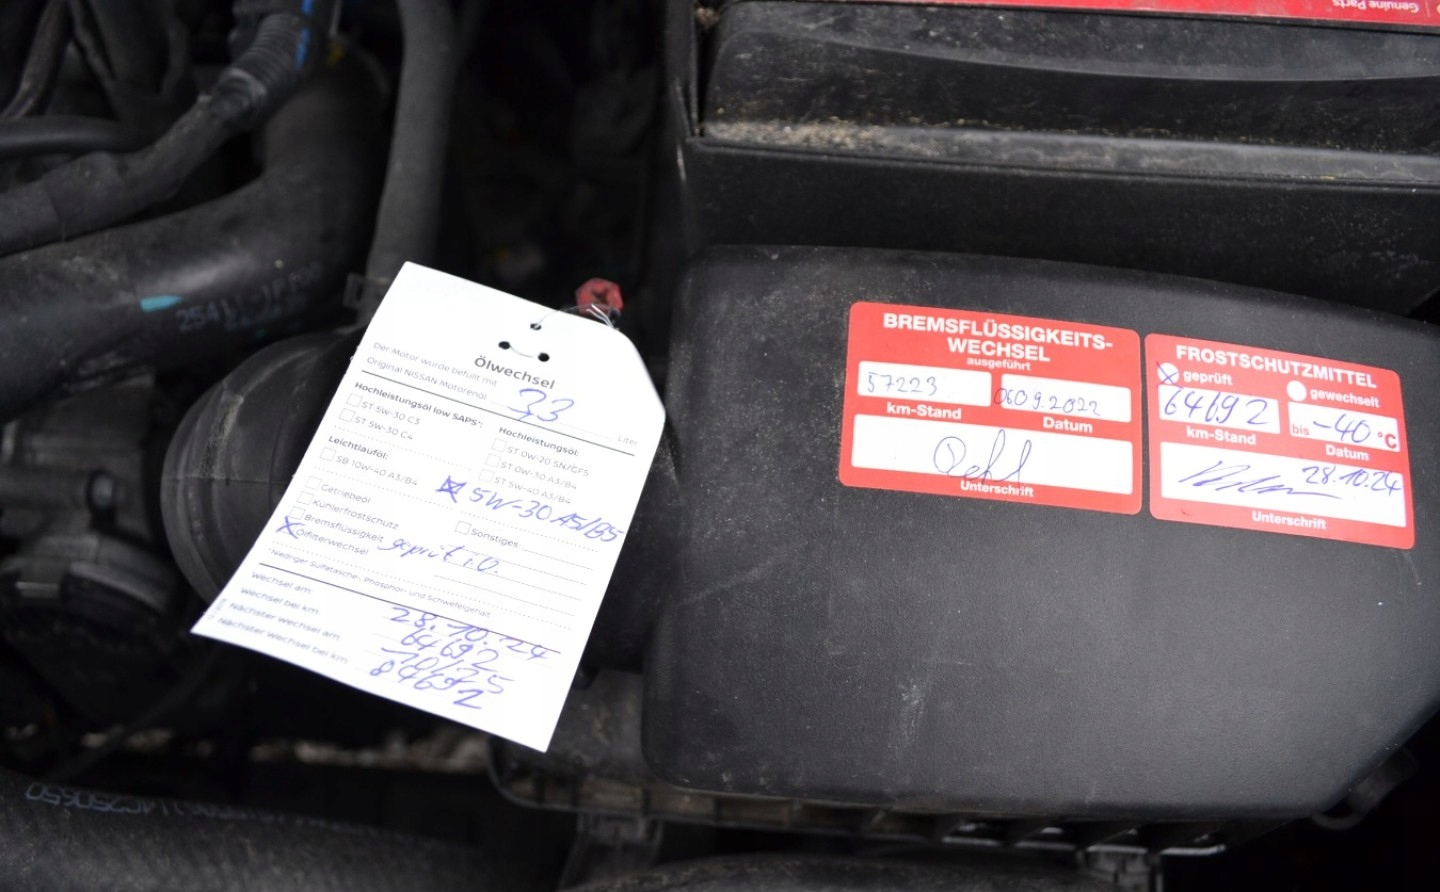 Genuine Parts
Ölwechsel
Der Motor wurde befüllt mit
Original NISSAN Motorenöl 3,3 Liter
Hochleistungsöl low SAPS*:
ST 5W-30 C3
ST 5W-30 C4
Leichtlauföl:
SB 10W-40 A3/B4
Hochleistungsöl:
ST 0W-20 SN/GF5
ST 0W-30 A3/B4
ST 5W-40 A3/B4
5W-30 A5/B5
Getriebeöl
Kühlerfrostschutz
Bremsflüssigkeit geprüft i.O.
Ölfilterwechsel
Sonstiges
*Niedriger Sulfatasche-, Phosphor- und Schwefelgehalt
Wechsel am: 28.10.24
Wechsel bei km: 64692
Nächster Wechsel am: 10/25
Nächster Wechsel bei km: 84692
BREMSFLÜSSIGKEITS-
WECHSEL
ausgeführt
57223
0609.2022
km-Stand
Datum
Unterschrift
FROSTSCHUTZMITTEL
geprüft
gewechselt
64692
bis -40 °C
km-Stand
Datum
28.10.24
Unterschrift